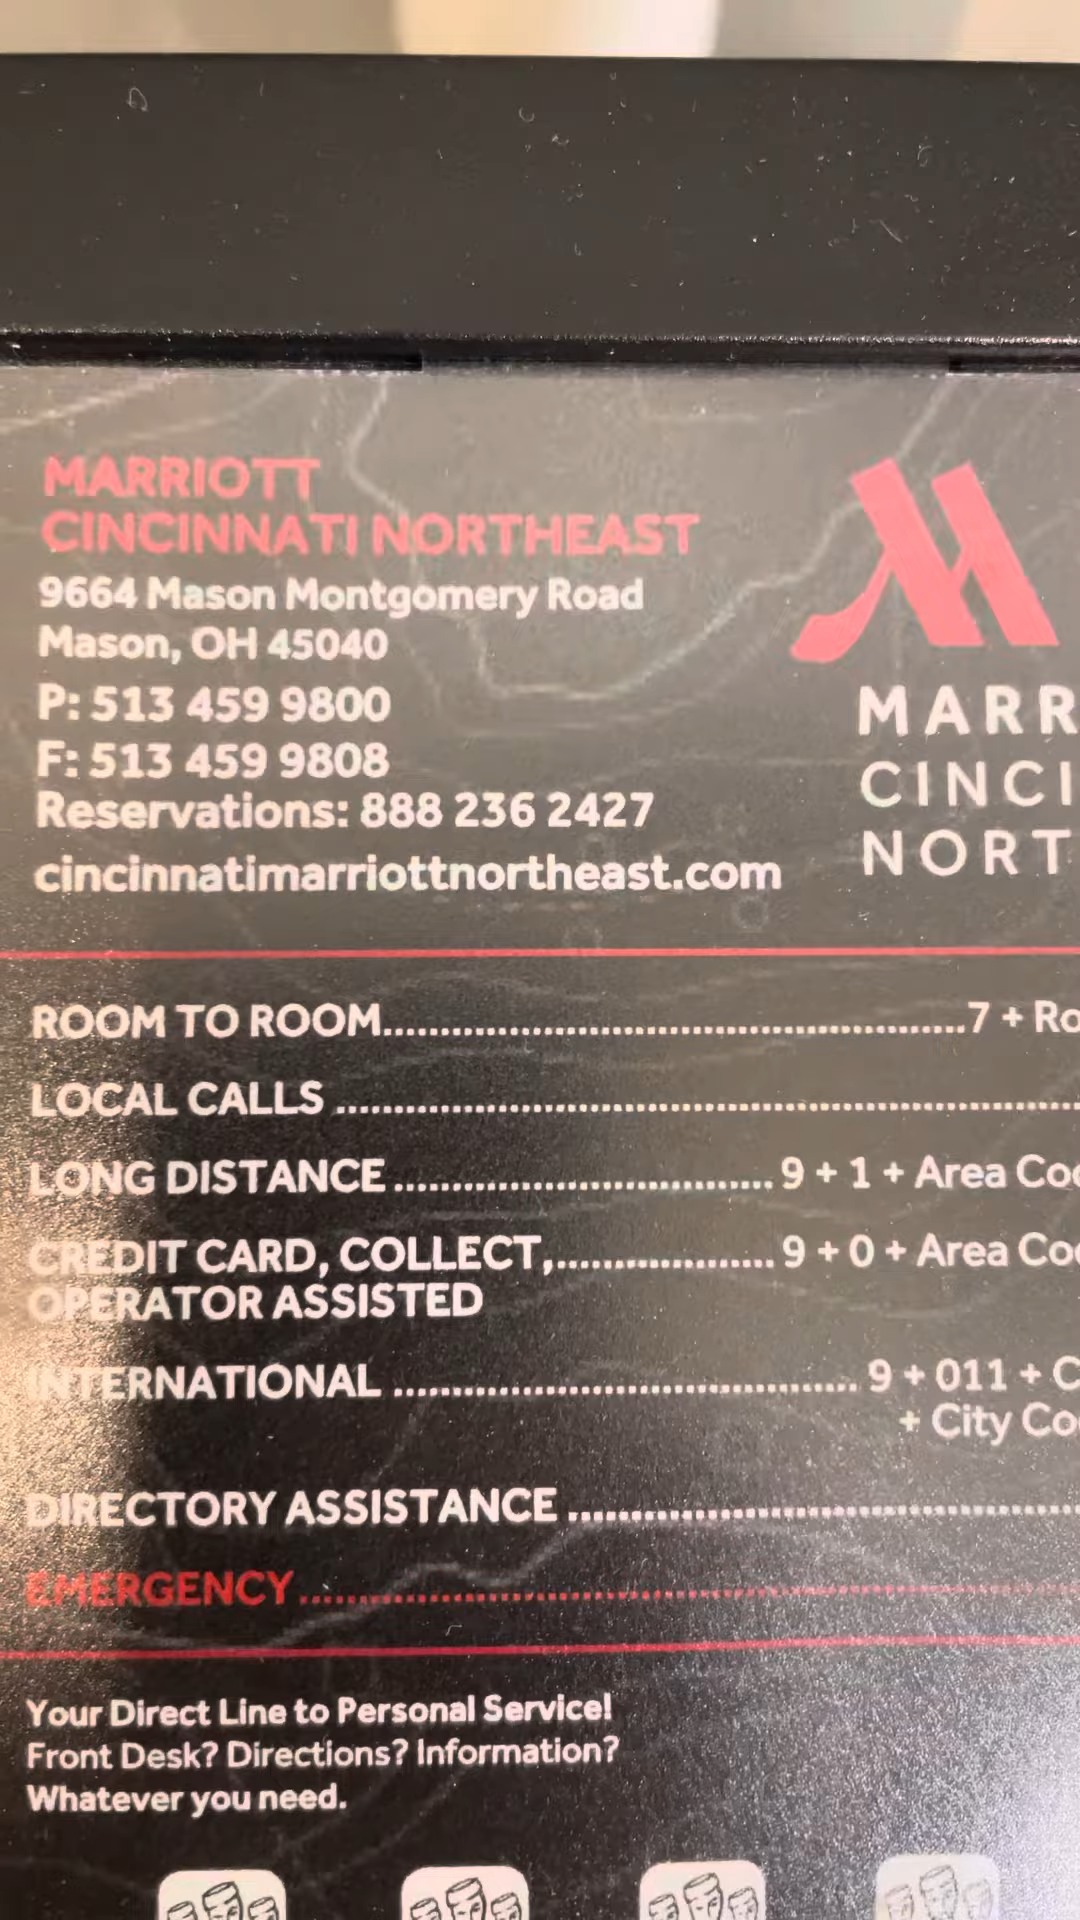 MARRIOTT
CINCINNATI NORTHEAST
9664 Mason Montgomery Road
Mason, OH 45040
P: 513 459 9800
F: 513 459 9808
Reservations: 888 236 2427
cincinnatimarriottnortheast.com
MARR
CINCI
NORT
ROOM TO ROOM.......................................................7 + Ro
LOCAL CALLS ................................................................
LONG DISTANCE ................................... 9 + 1 + Area Co
CREDIT CARD, COLLECT,.................... 9 + 0 + Area Co
OPERATOR ASSISTED
INTERNATIONAL ........................................... 9 + 011 + C
+ City Co
DIRECTORY ASSISTANCE ................................................
EMERGENCY......................................................................
Your Direct Line to Personal Service!
Front Desk? Directions? Information?
Whatever you need.